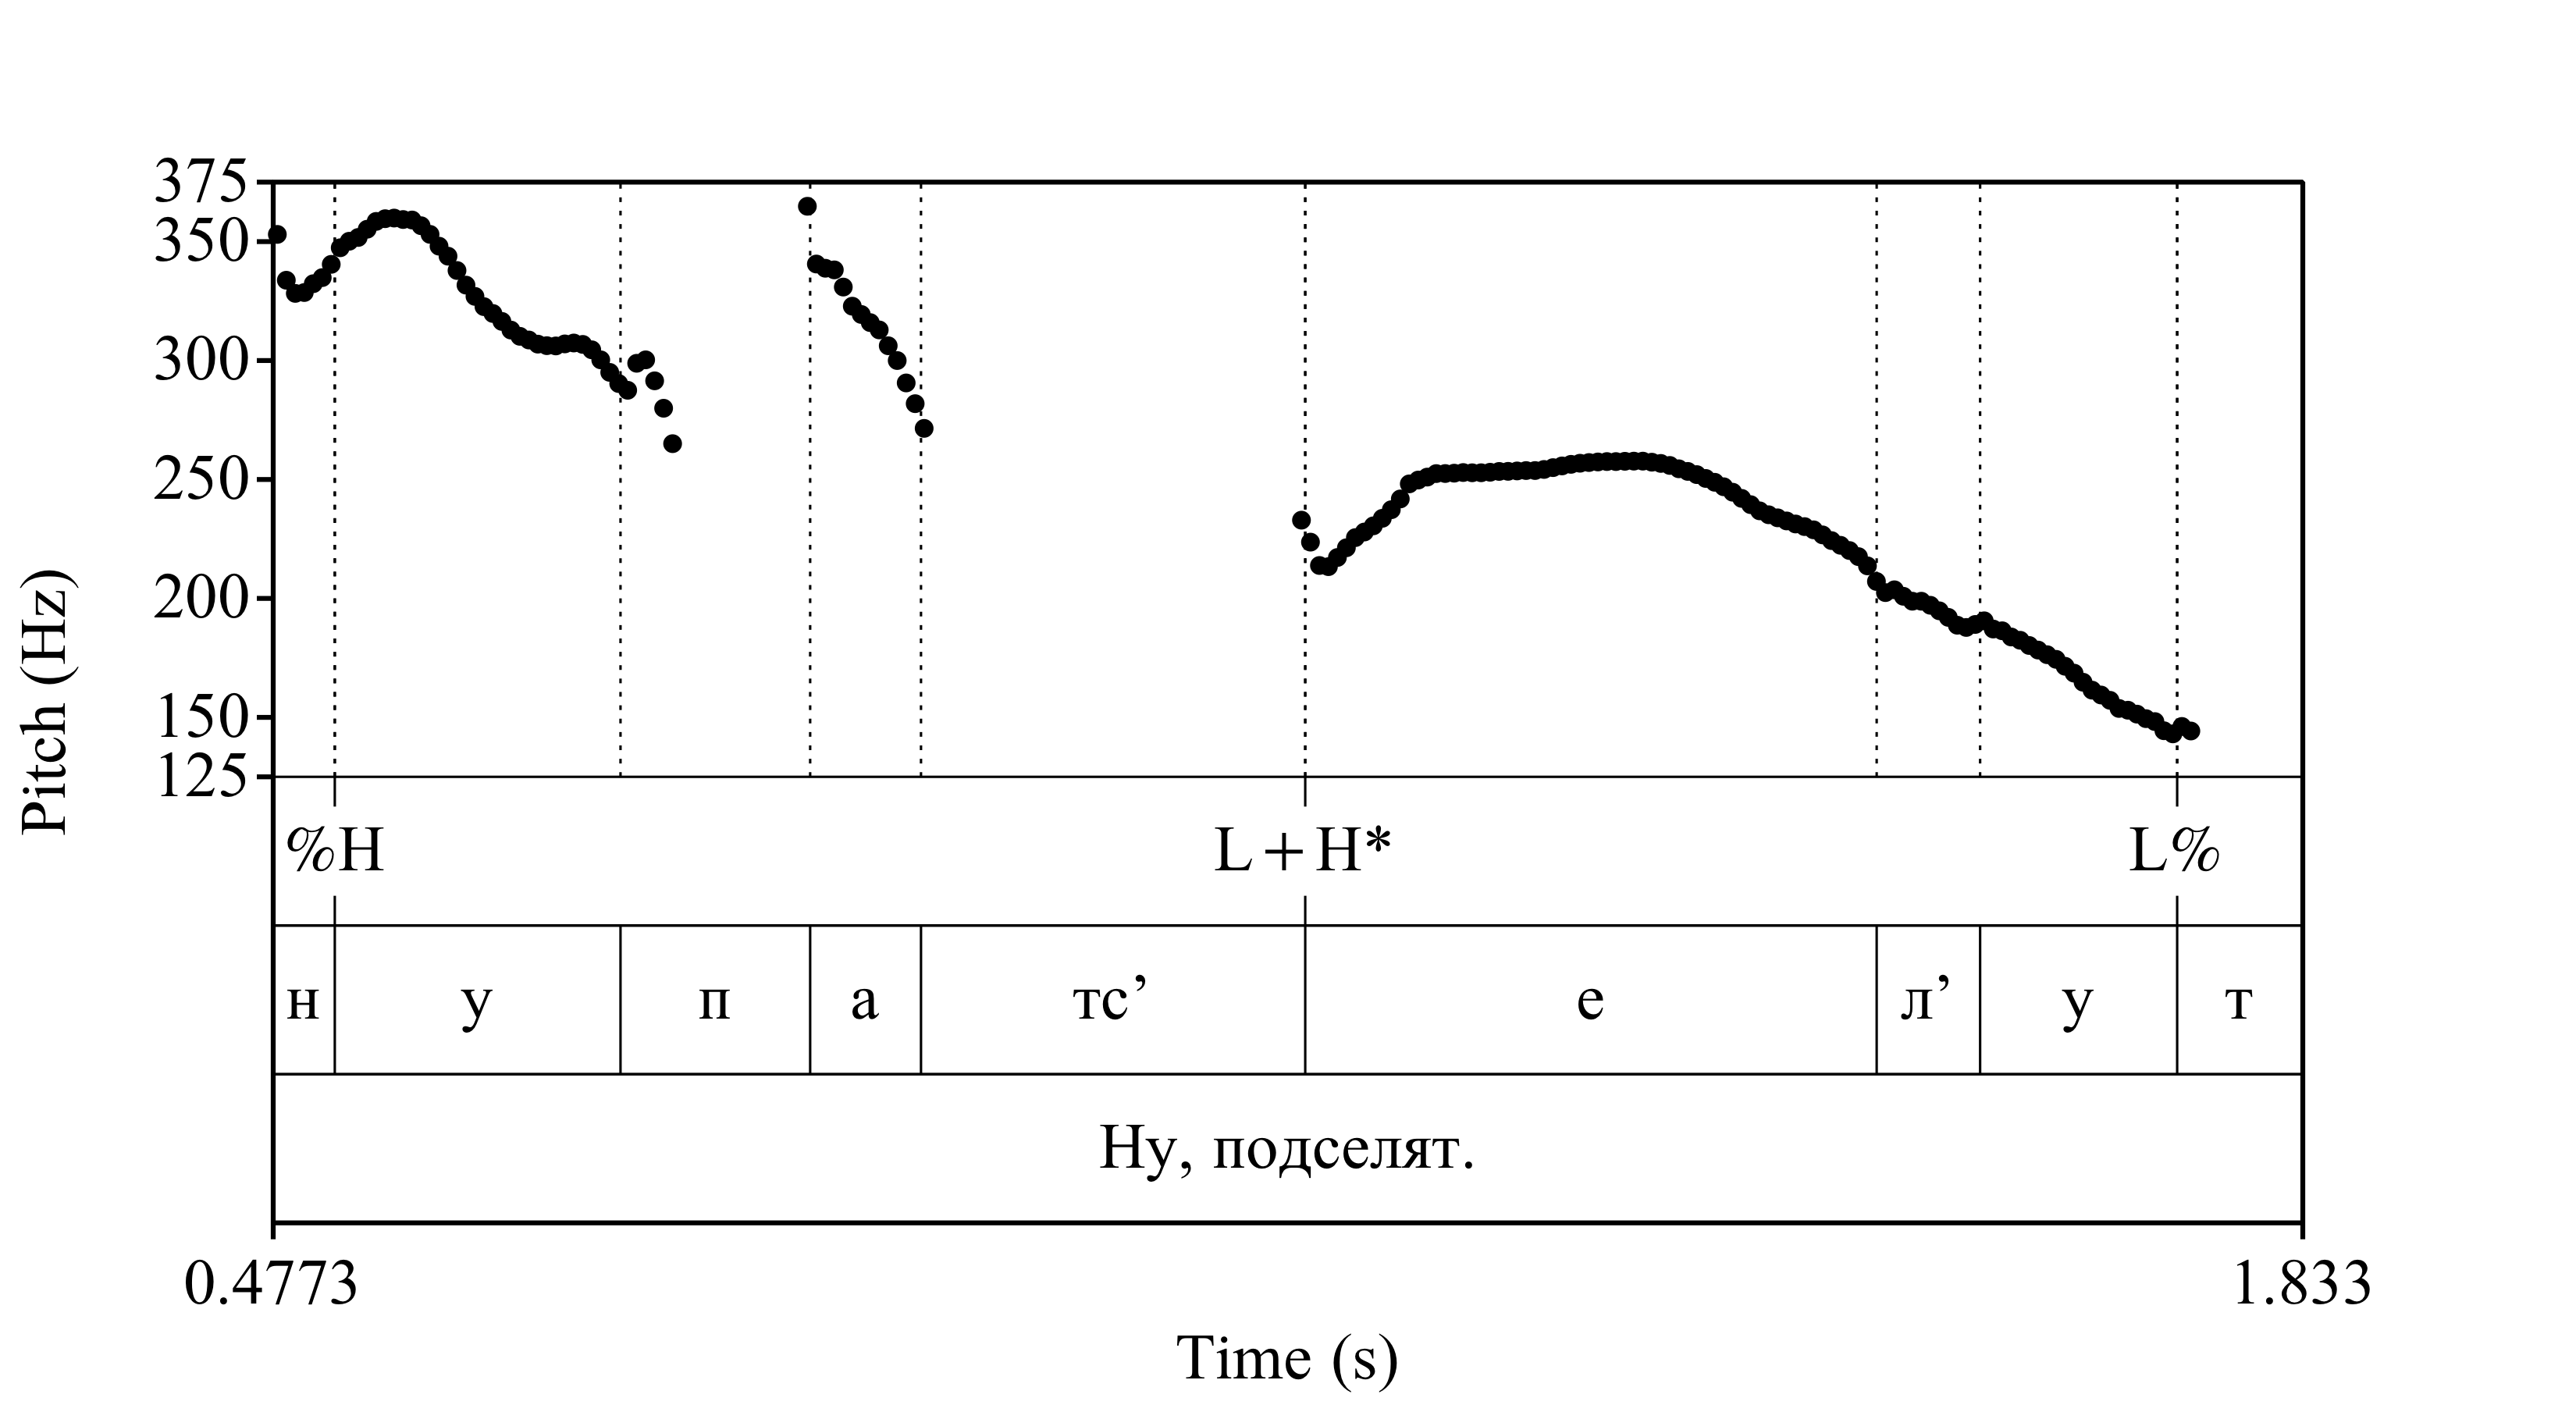 375
350
300
250
200
150
125
Pitch (Hz)
%H L+H* L%
н у п а тс’ е л’ у т
Ну, подселят.
0.4773 1.833
Time (s)